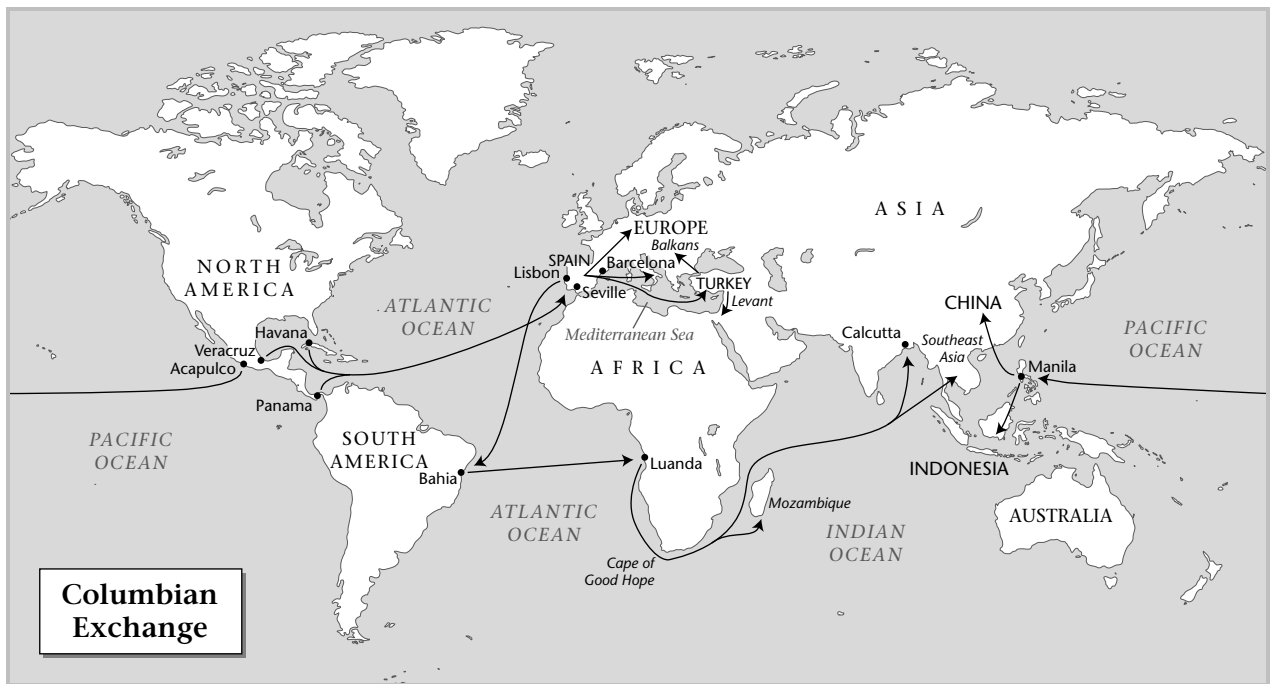 ASIA
EUROPE
Balkans
SPAIN
Barcelona
Lisbon
TURKEY
Seville
Levant
NORTH
AMERICA
ATLANTIC
OCEAN
CHINA
Mediterranean Sea
Havana
Calcutta
Southeast
Asia
PACIFIC
OCEAN
Veracruz
Acapulco
AFRICA
Manila
Panama
PACIFIC
OCEAN
SOUTH
AMERICA
Bahia
Luanda
INDONESIA
Mozambique
ATLANTIC
OCEAN
AUSTRALIA
INDIAN
OCEAN
Cape of
Good Hope
Columbian
Exchange